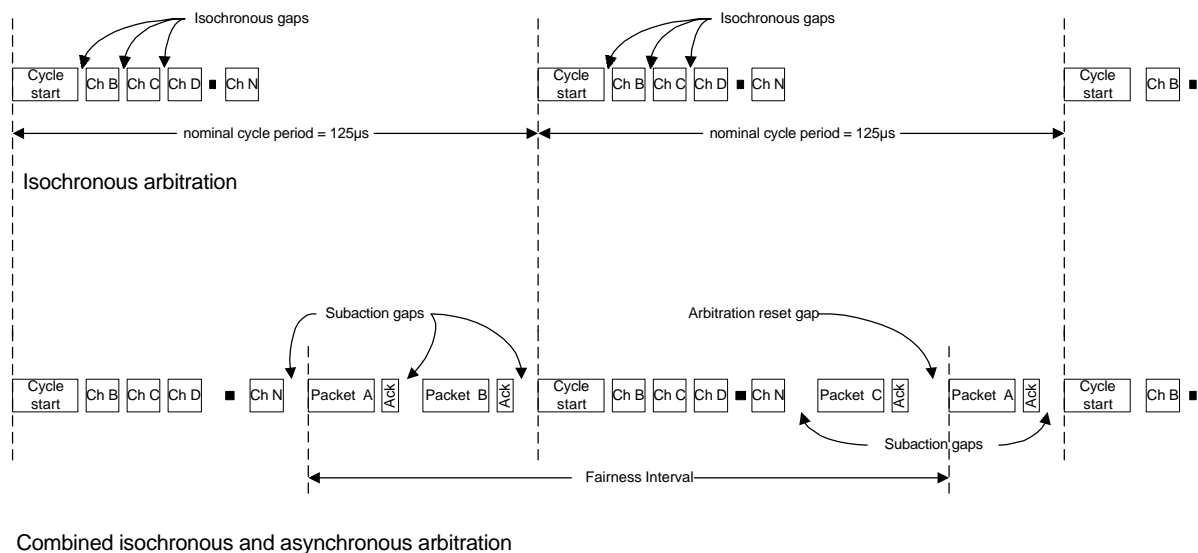 Isochronous gaps
Isochronous gaps
Cycle start
Ch B
Ch C
Ch D
Ch N
Cycle start
Ch B
Ch C
Ch D
Ch N
Cycle start
Ch B
nominal cycle period = 125µs
nominal cycle period = 125µs
Isochronous arbitration
Subaction gaps
Arbitration reset gap
Cycle start
Ch B
Ch C
Ch D
Ch N
Packet A
Ack
Packet B
Ack
Cycle start
Ch B
Ch C
Ch D
Ch N
Packet C
Ack
Packet A
Ack
Cycle start
Ch B
Subaction gaps
Fairness Interval
Combined isochronous and asynchronous arbitration